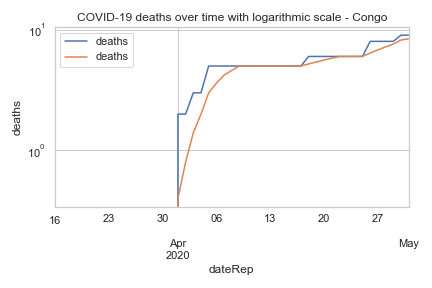 COVID-19 deaths over time with logarithmic scale - Congo
10¹
deaths
deaths
deaths
10⁰
16 23 30 06 13 20 27
Apr May
2020
dateRep